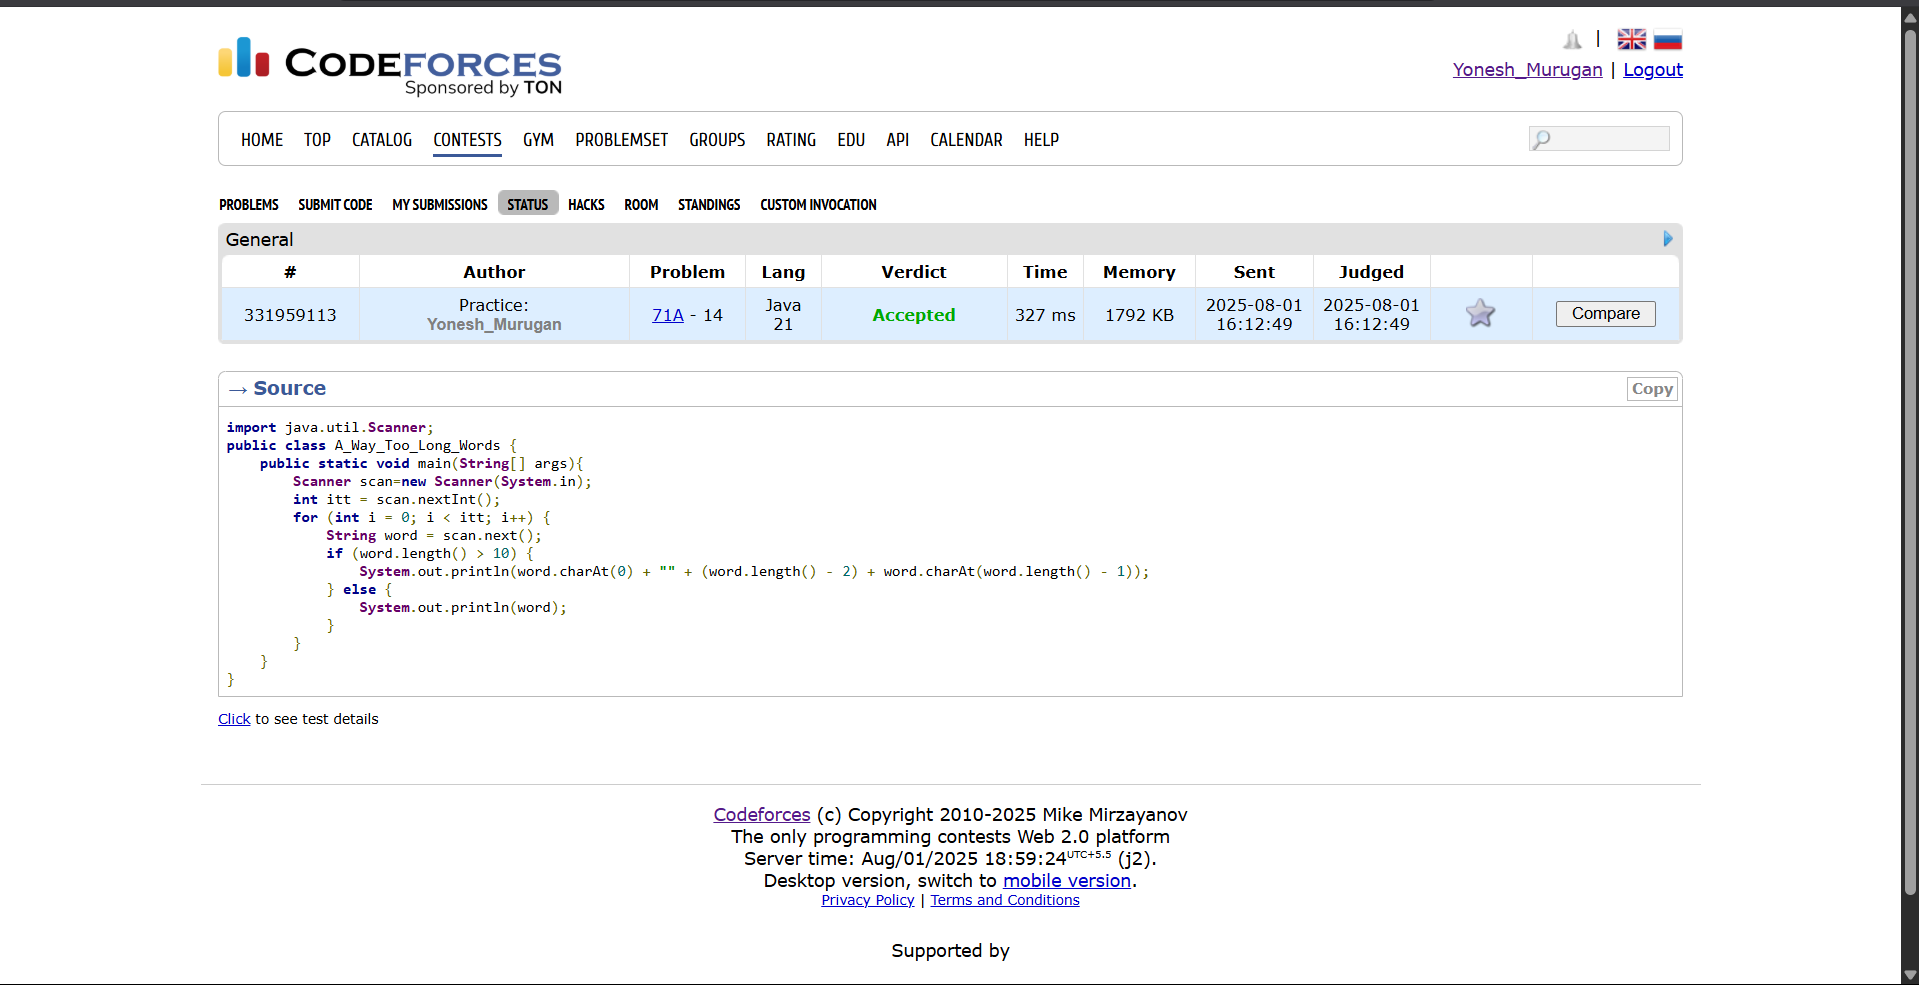 CODEFORCES
Sponsored by TON
|
Yonesh_Murugan | Logout
HOME TOP CATALOG CONTESTS GYM PROBLEMSET GROUPS RATING EDU API CALENDAR HELP
PROBLEMS SUBMIT CODE MY SUBMISSIONS STATUS HACKS ROOM STANDINGS CUSTOM INVOCATION
General
# Author Problem Lang Verdict Time Memory Sent Judged
331959113 Practice: Yonesh_Murugan 71A - 14 Java 21 Accepted 327 ms 1792 KB 2025-08-01 16:12:49 2025-08-01 16:12:49 Compare
→ Source Copy
import java.util.Scanner;
public class A_Way_Too_Long_Words {
    public static void main(String[] args){
        Scanner scan=new Scanner(System.in);
        int itt = scan.nextInt();
        for (int i = 0; i < itt; i++) {
            String word = scan.next();
            if (word.length() > 10) {
                System.out.println(word.charAt(0) + "" + (word.length() - 2) + word.charAt(word.length() - 1));
            } else {
                System.out.println(word);
            }
        }
    }
}
Click to see test details
Codeforces (c) Copyright 2010-2025 Mike Mirzayanov
The only programming contests Web 2.0 platform
Server time: Aug/01/2025 18:59:24UTC+5.5 (j2).
Desktop version, switch to mobile version.
Privacy Policy | Terms and Conditions
Supported by